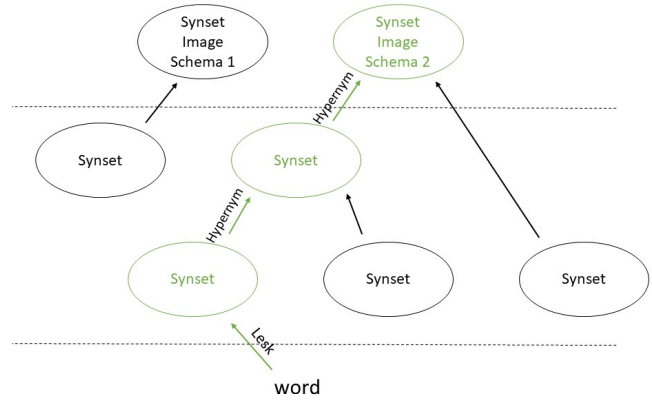 Synset
Image
Schema 1
Synset
Image
Schema 2
Hypernym
Synset
Synset
Hypernym
Synset
Synset
Synset
Lesk
word